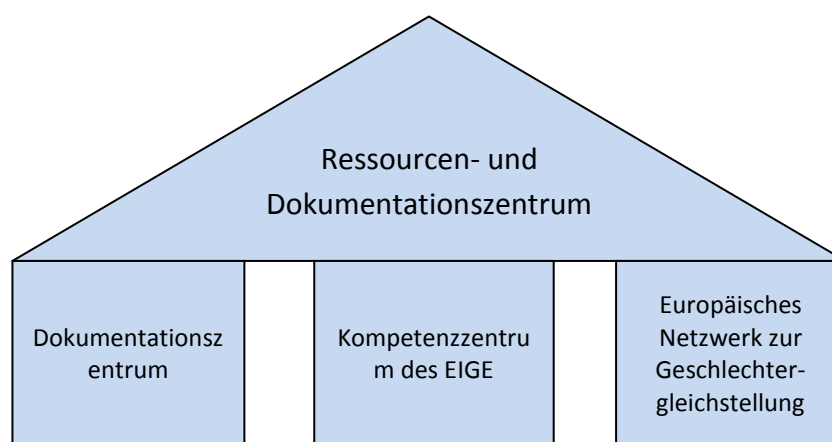 Ressourcen- und
Dokumentationszentrum
Dokumentationsz
entrum
Kompetenzzentru
m des EIGE
Europäisches
Netzwerk zur
Geschlechter-
gleichstellung